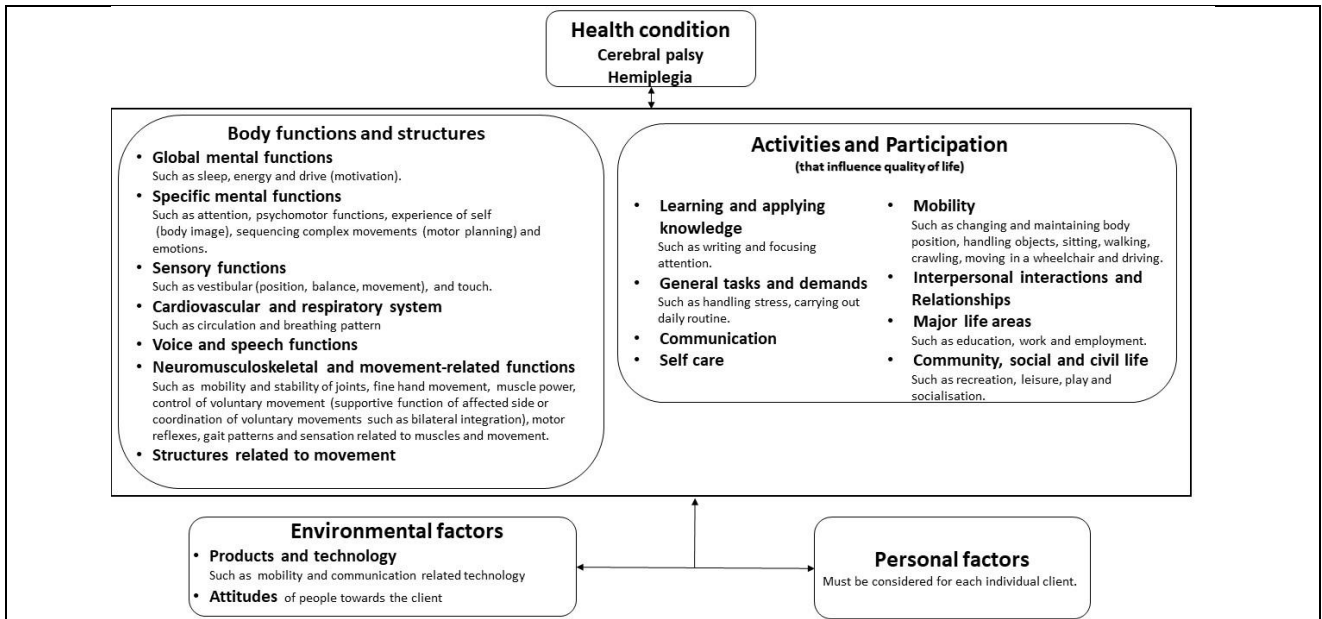 Health condition
Cerebral palsy
Hemiplegia
Body functions and structures
• Global mental functions
Such as sleep, energy and drive (motivation).
• Specific mental functions
Such as attention, psychomotor functions, experience of self
(body image), sequencing complex movements (motor planning) and
emotions.
• Sensory functions
Such as vestibular (position, balance, movement), and touch.
• Cardiovascular and respiratory system
Such as circulation and breathing pattern
• Voice and speech functions
• Neuromusculoskeletal and movement-related functions
Such as mobility and stability of joints, fine hand movement, muscle power,
control of voluntary movement (supportive function of affected side or
coordination of voluntary movements such as bilateral integration), motor
reflexes, gait patterns and sensation related to muscles and movement.
• Structures related to movement
Activities and Participation
(that influence quality of life)
• Learning and applying
knowledge
Such as writing and focusing
attention.
• General tasks and demands
Such as handling stress, carrying out
daily routine.
• Communication
• Self care
• Mobility
Such as changing and maintaining body
position, handling objects, sitting, walking,
crawling, moving in a wheelchair and driving.
• Interpersonal interactions and
Relationships
• Major life areas
Such as education, work and employment.
• Community, social and civil life
Such as recreation, leisure, play and
socialisation.
Environmental factors
• Products and technology
Such as mobility and communication related technology
• Attitudes of people towards the client
Personal factors
Must be considered for each individual client.